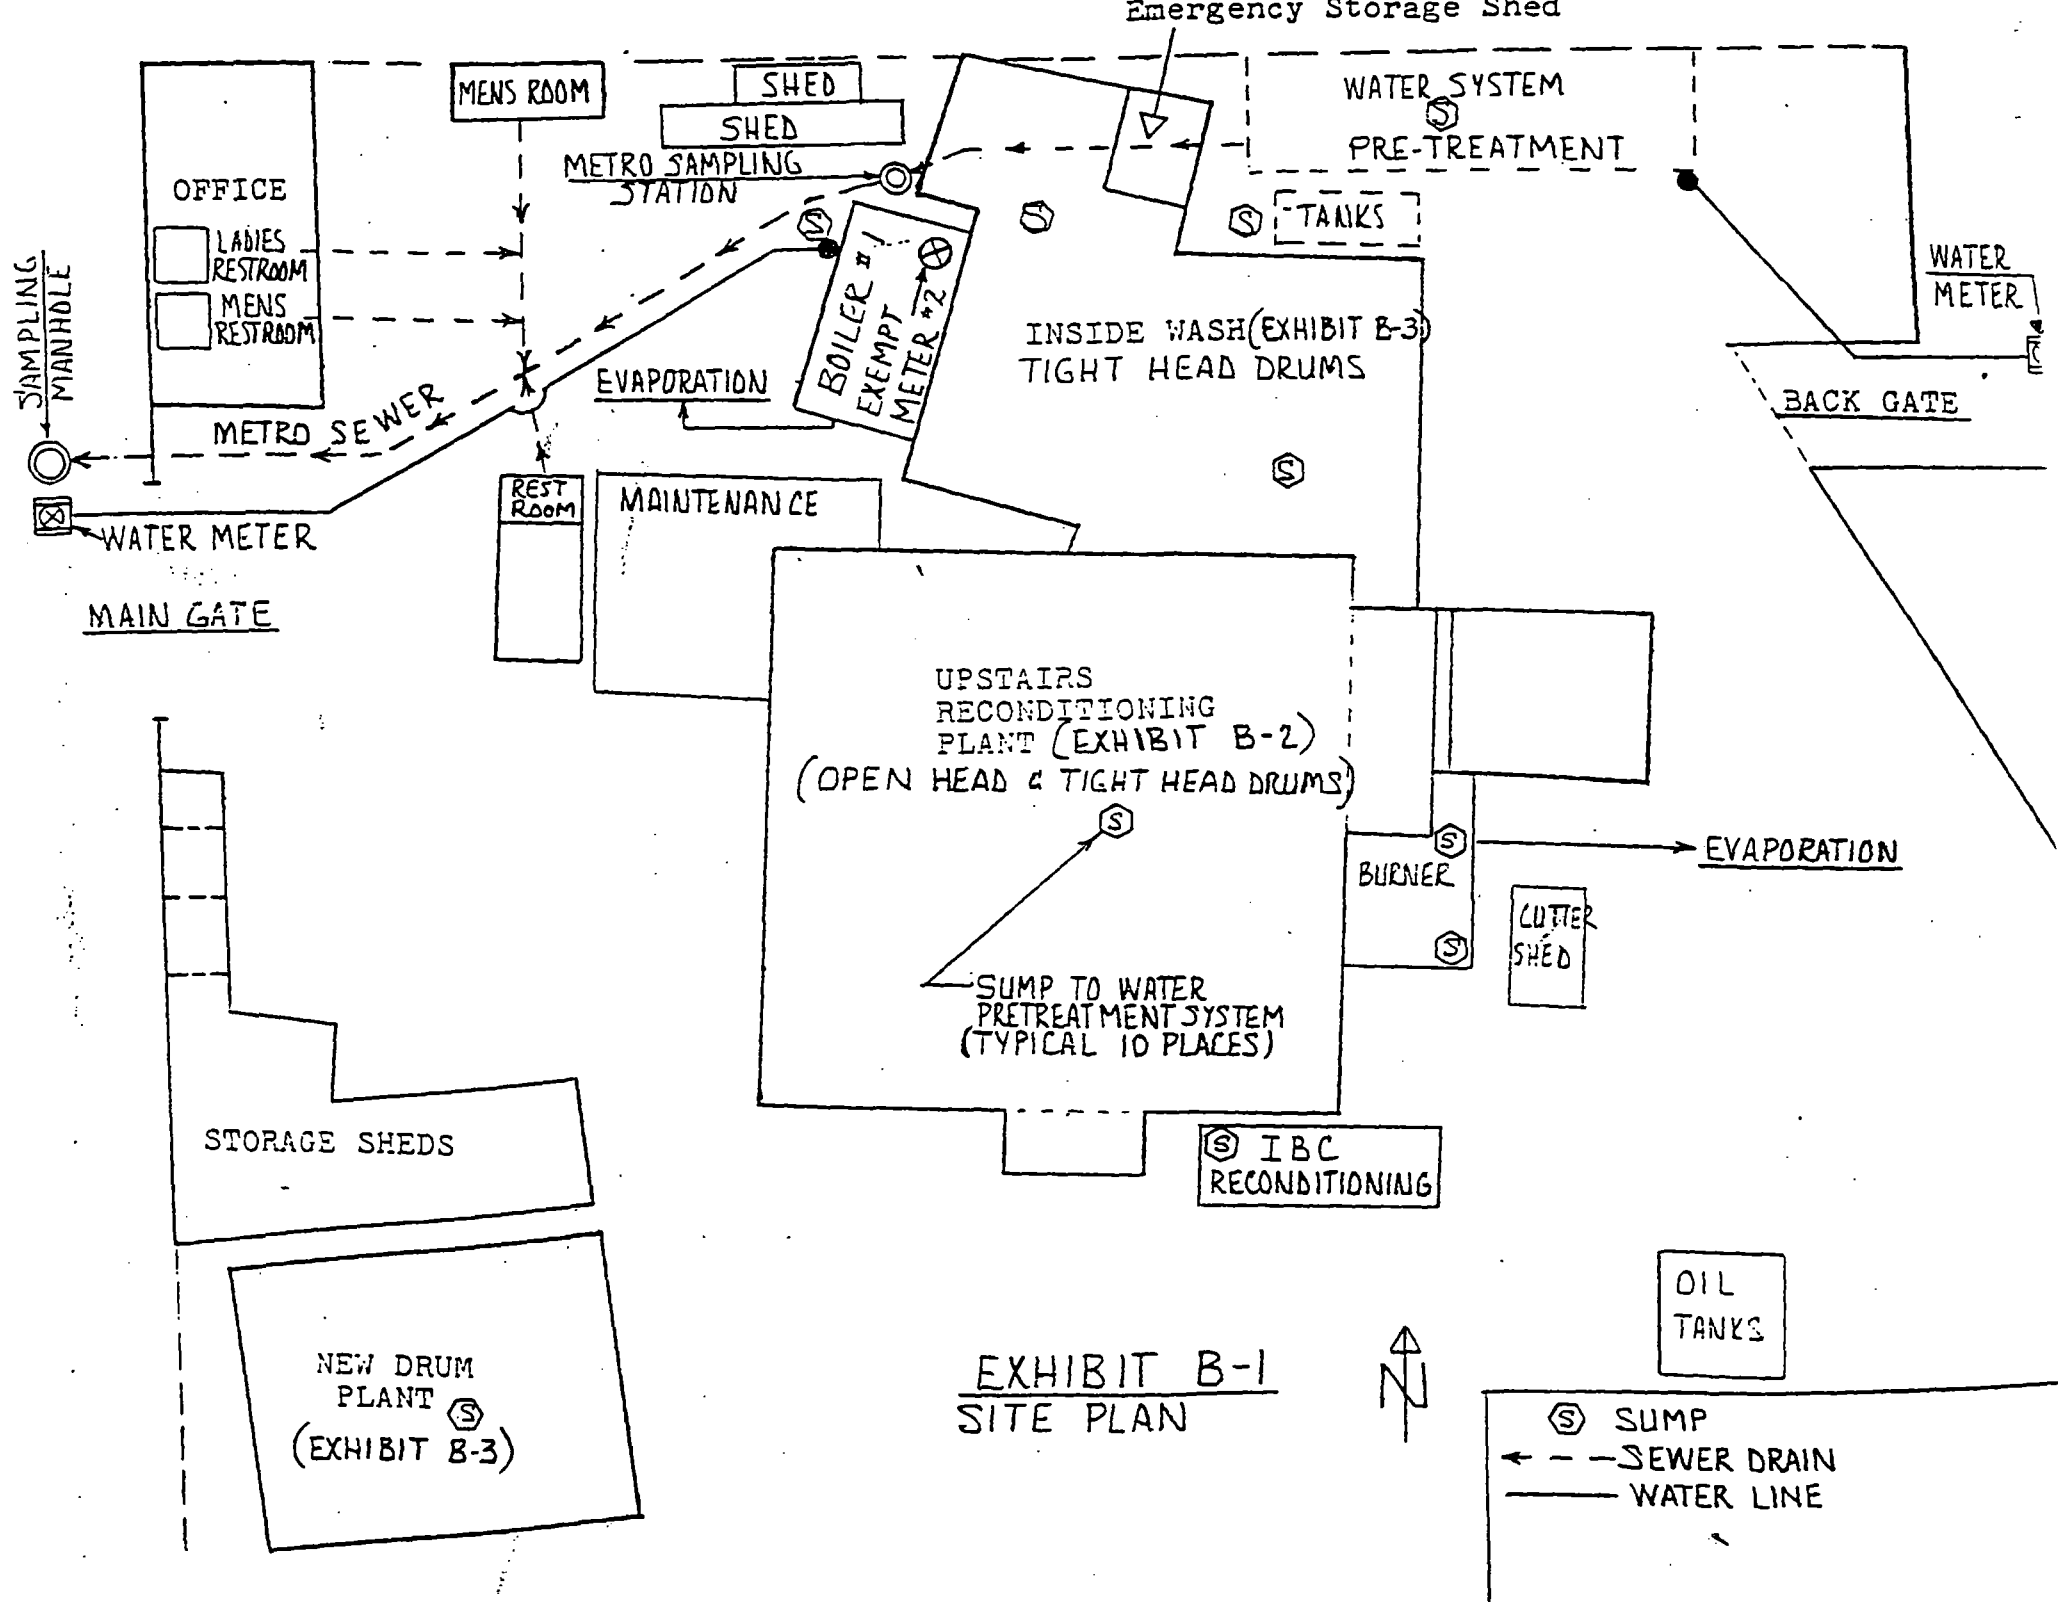 Emergency Storage Shed
MENS ROOM
SHED
SHED
WATER SYSTEM
S
PRE-TREATMENT
METRO SAMPLING
STATION
OFFICE
LADIES
RESTROOM
MENS
RESTROOM
SAMPLING
MANHOLE
S
S
S
TANKS
WATER
METER
BOILER #1
EXEMPT
METER #2
INSIDE WASH (EXHIBIT B-3)
TIGHT HEAD DRUMS
EVAPORATION
BACK GATE
METRO SEWER
S
REST
ROOM
MAINTENANCE
WATER METER
MAIN GATE
UPSTAIRS
RECONDITIONING
PLANT (EXHIBIT B-2)
(OPEN HEAD & TIGHT HEAD DRUMS)
S
S
EVAPORATION
BURNER
CUTTER
SHED
S
SUMP TO WATER
PRETREATMENT SYSTEM
(TYPICAL 10 PLACES)
STORAGE SHEDS
S IBC
RECONDITIONING
OIL
TANKS
NEW DRUM
PLANT S
(EXHIBIT B-3)
EXHIBIT B-1
SITE PLAN
N
S SUMP
SEWER DRAIN
WATER LINE